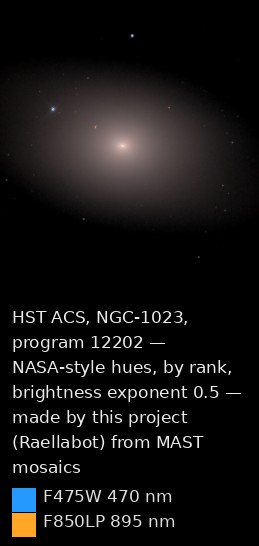 HST ACS, NGC-1023,
program 12202 —
NASA-style hues, by rank,
brightness exponent 0.5 —
made by this project
(Raellabot) from MAST
mosaics
F475W 470 nm
F850LP 895 nm